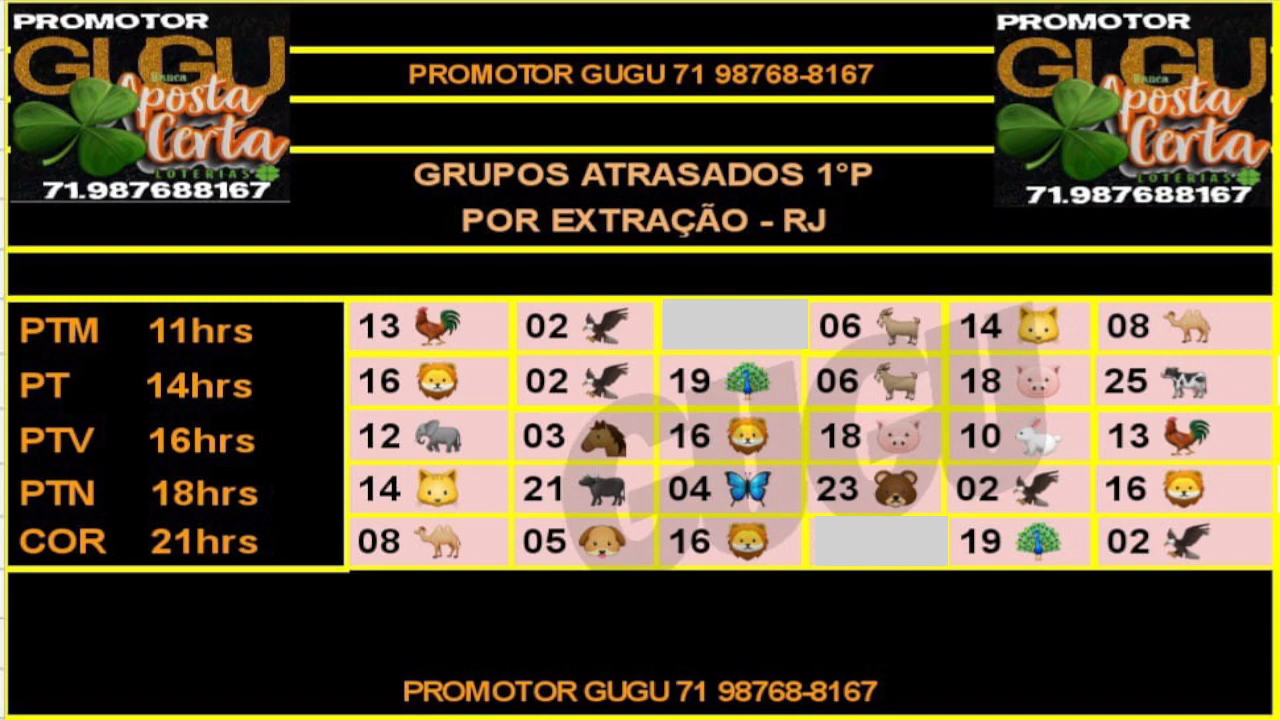 PROMOTOR
GUGU
Banca
Aposta
Certa
LOTERIAS
71.987688167
PROMOTOR GUGU 71 98768-8167
PROMOTOR
GUGU
Banca
Aposta
Certa
LOTERIAS
71.987688167
GRUPOS ATRASADOS 1°P
POR EXTRAÇÃO - RJ
PTM 11hrs 13 02 06 14 08
PT 14hrs 16 02 19 06 18 25
PTV 16hrs 12 03 16 18 10 13
PTN 18hrs 14 21 04 23 02 16
COR 21hrs 08 05 16 19 02
GUGU
PROMOTOR GUGU 71 98768-8167